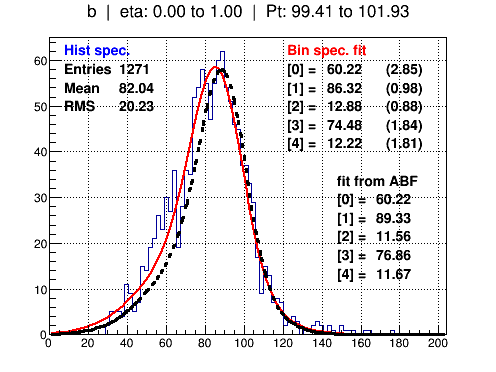 b | eta: 0.00 to 1.00 | Pt: 99.41 to 101.93
Hist spec.
Entries 1271
Mean 82.04
RMS 20.23
Bin spec. fit
[0] = 60.22 (2.85)
[1] = 86.32 (0.98)
[2] = 12.88 (0.88)
[3] = 74.48 (1.84)
[4] = 12.22 (1.81)
fit from ABF
[0] = 60.22
[1] = 89.33
[2] = 11.56
[3] = 76.86
[4] = 11.67
60
50
40
30
20
10
0
0 20 40 60 80 100 120 140 160 180 200